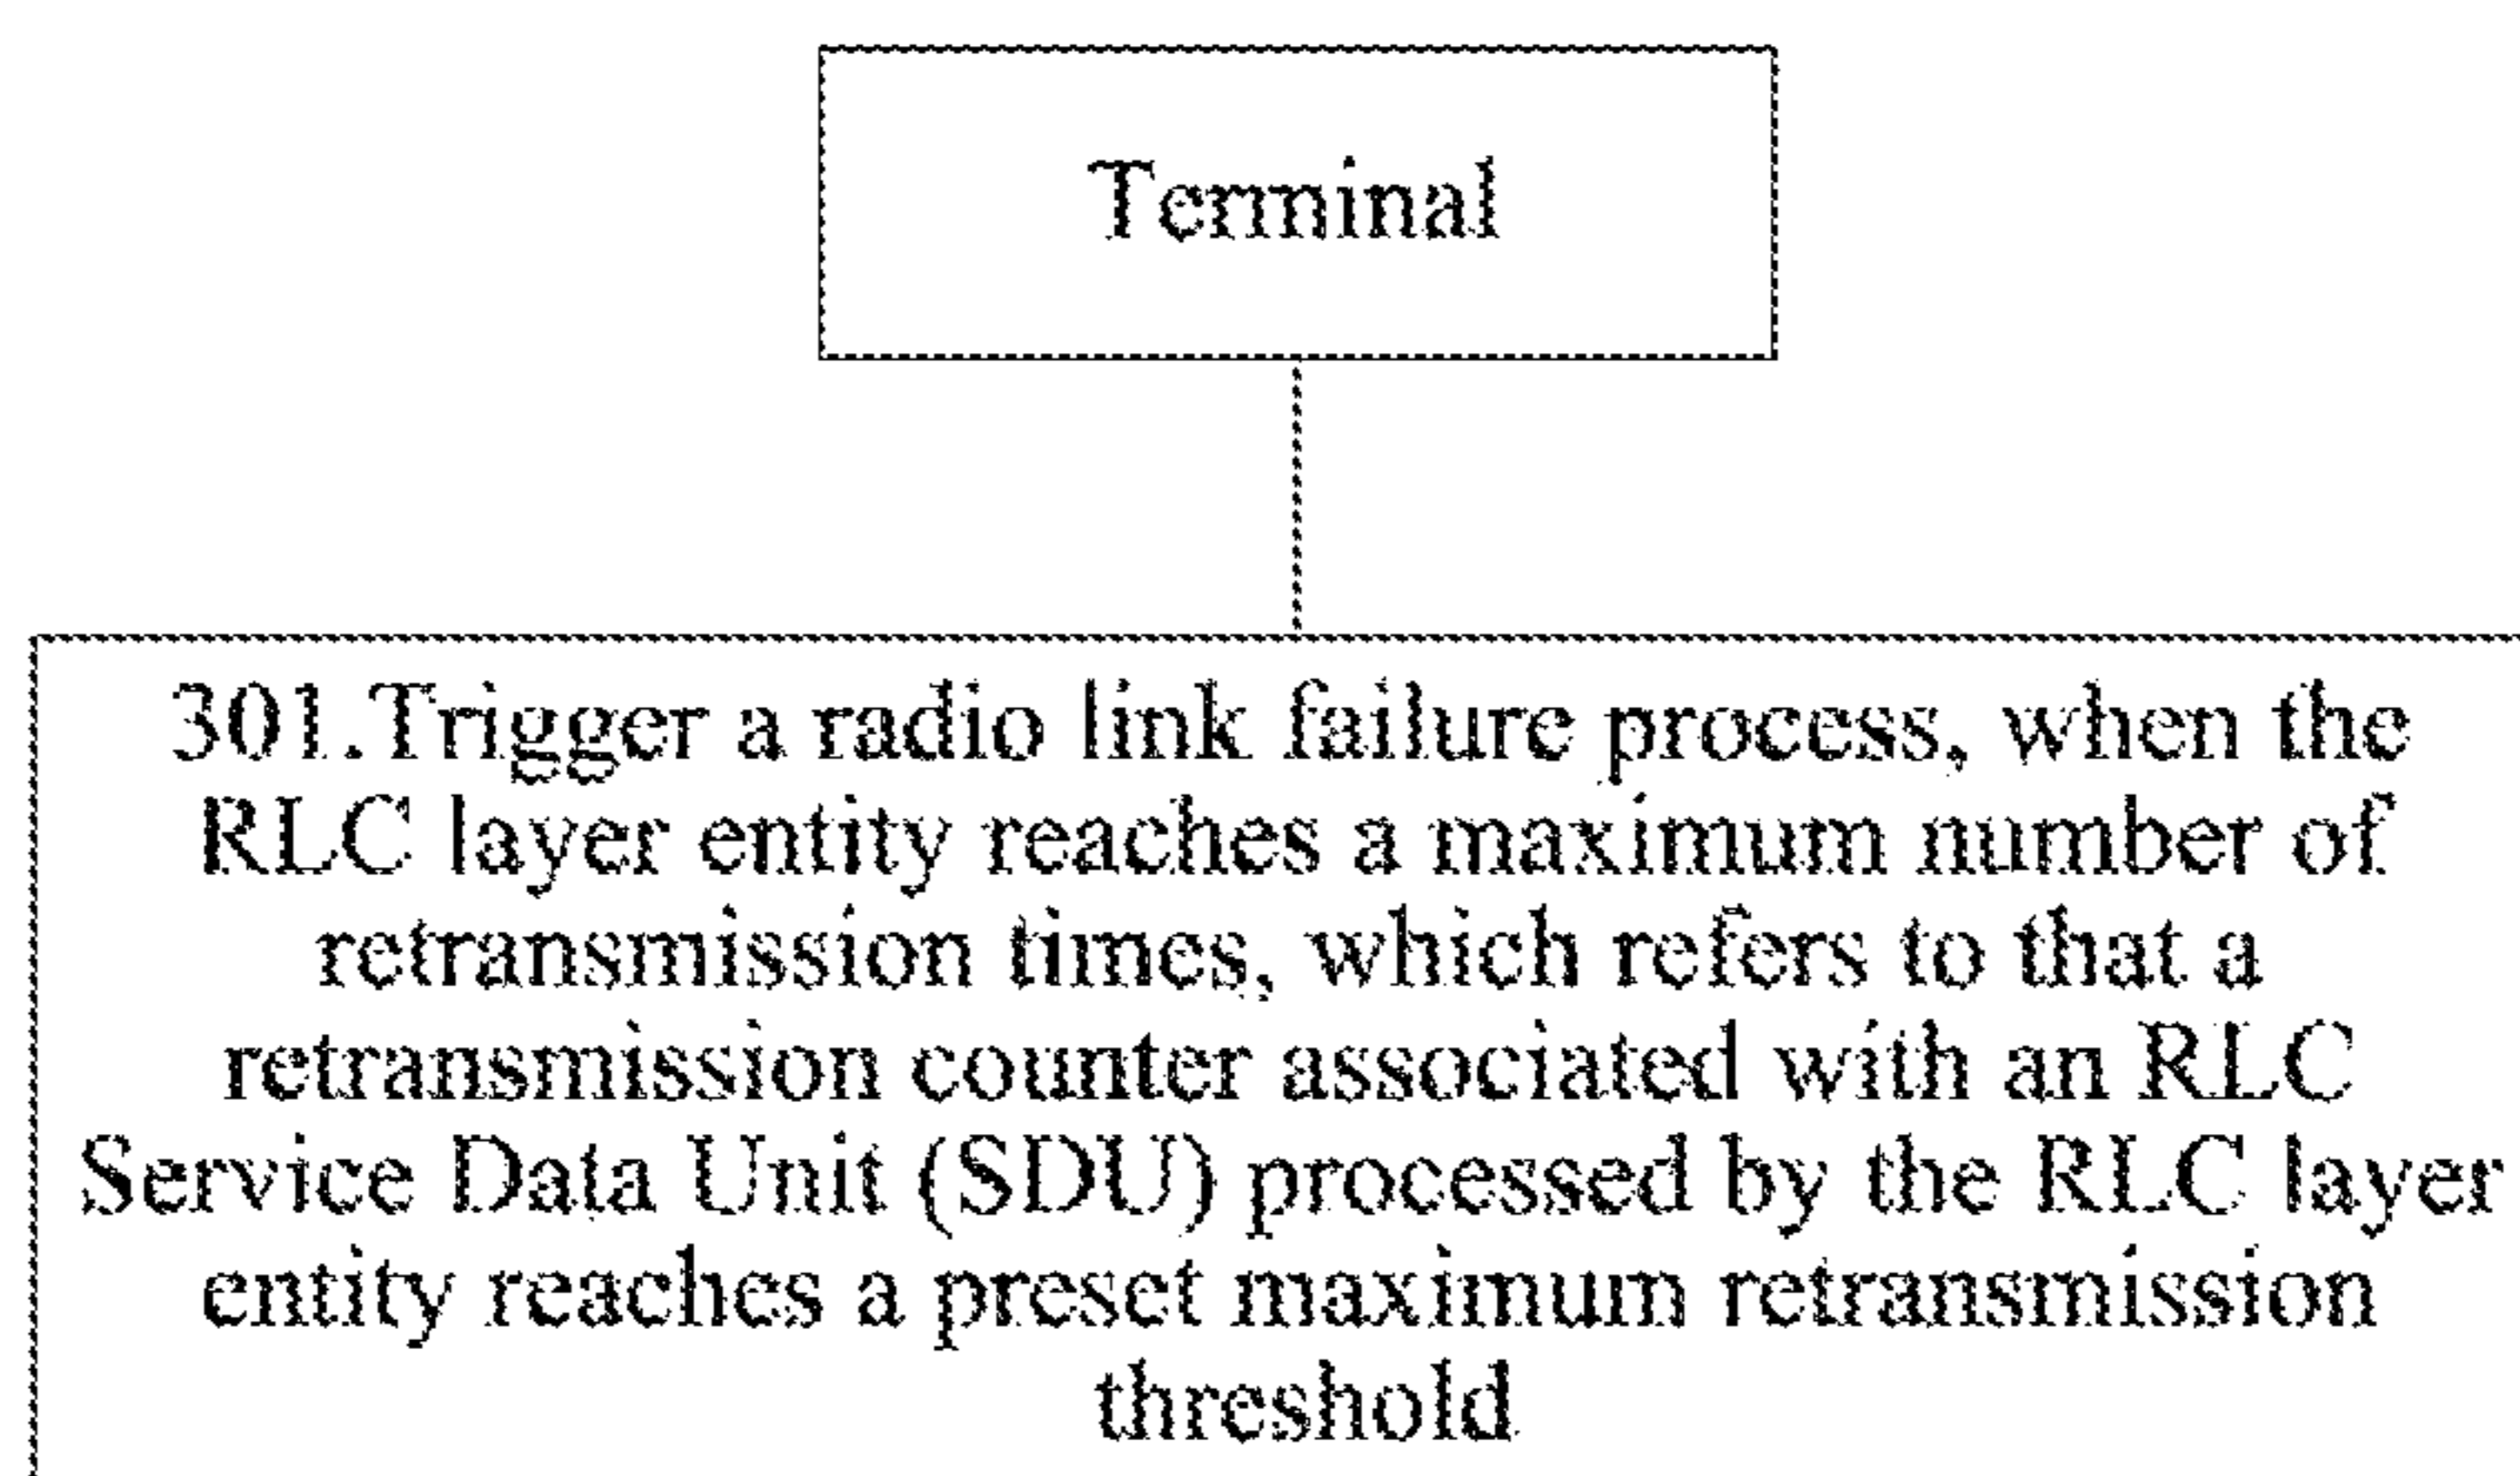 Terminal
301.Trigger a radio link failure process, when the
RLC layer entity reaches a maximum number of
retransmission times, which refers to that a
retransmission counter associated with an RLC
Service Data Unit (SDU) processed by the RLC layer
entity reaches a preset maximum retransmission
threshold